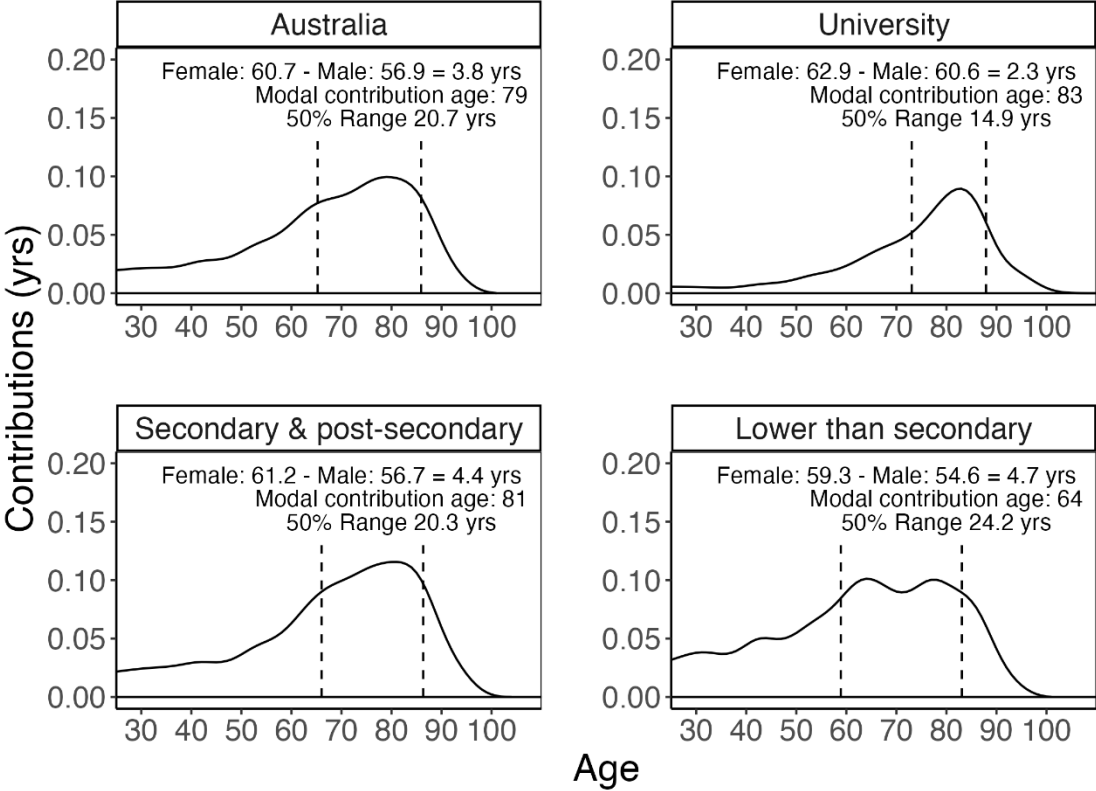 Contributions (yrs)
Australia
Female: 60.7 - Male: 56.9 = 3.8 yrs
Modal contribution age: 79
50% Range 20.7 yrs
0.20
0.15
0.10
0.05
0.00
30 40 50 60 70 80 90 100
University
Female: 62.9 - Male: 60.6 = 2.3 yrs
Modal contribution age: 83
50% Range 14.9 yrs
0.20
0.15
0.10
0.05
0.00
30 40 50 60 70 80 90 100
Secondary & post-secondary
Female: 61.2 - Male: 56.7 = 4.4 yrs
Modal contribution age: 81
50% Range 20.3 yrs
0.20
0.15
0.10
0.05
0.00
30 40 50 60 70 80 90 100
Lower than secondary
Female: 59.3 - Male: 54.6 = 4.7 yrs
Modal contribution age: 64
50% Range 24.2 yrs
0.20
0.15
0.10
0.05
0.00
30 40 50 60 70 80 90 100
Age